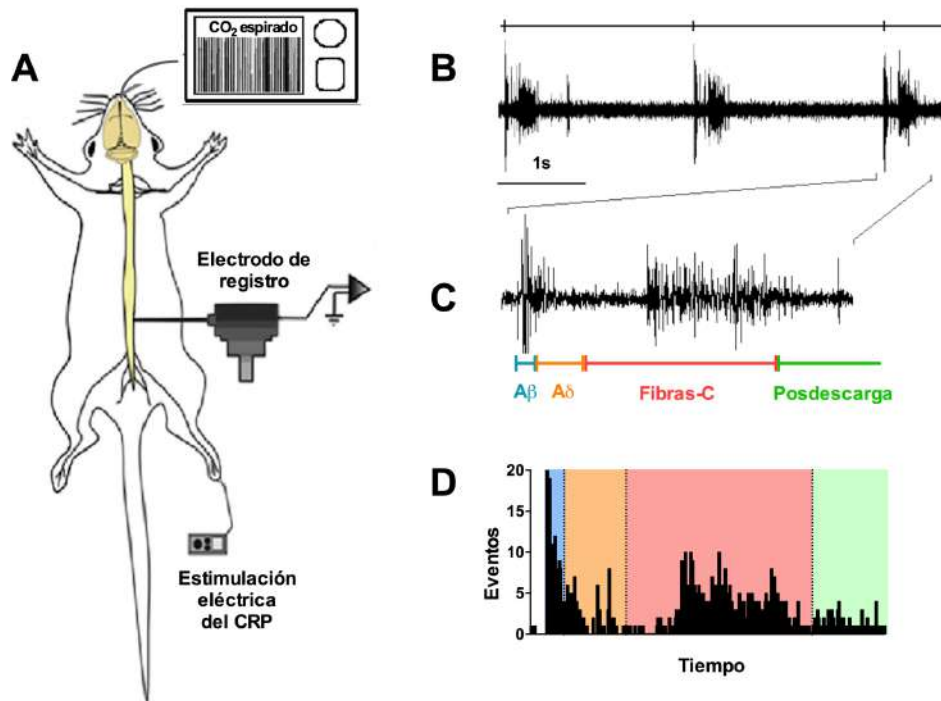 A
CO2 espirado
Electrodo de
registro
Estimulación
eléctrica
del CRP
B
1s
C
Aβ Aδ Fibras-C Posdescarga
D
20
15
10
5
0
Eventos
Tiempo